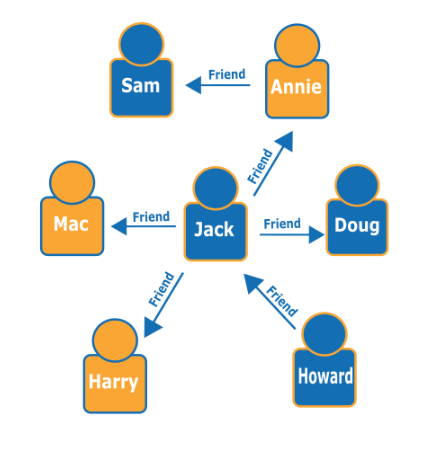 Sam
Friend
Annie
Friend
Mac
Friend
Jack
Friend
Doug
Friend
Friend
Harry
Howard